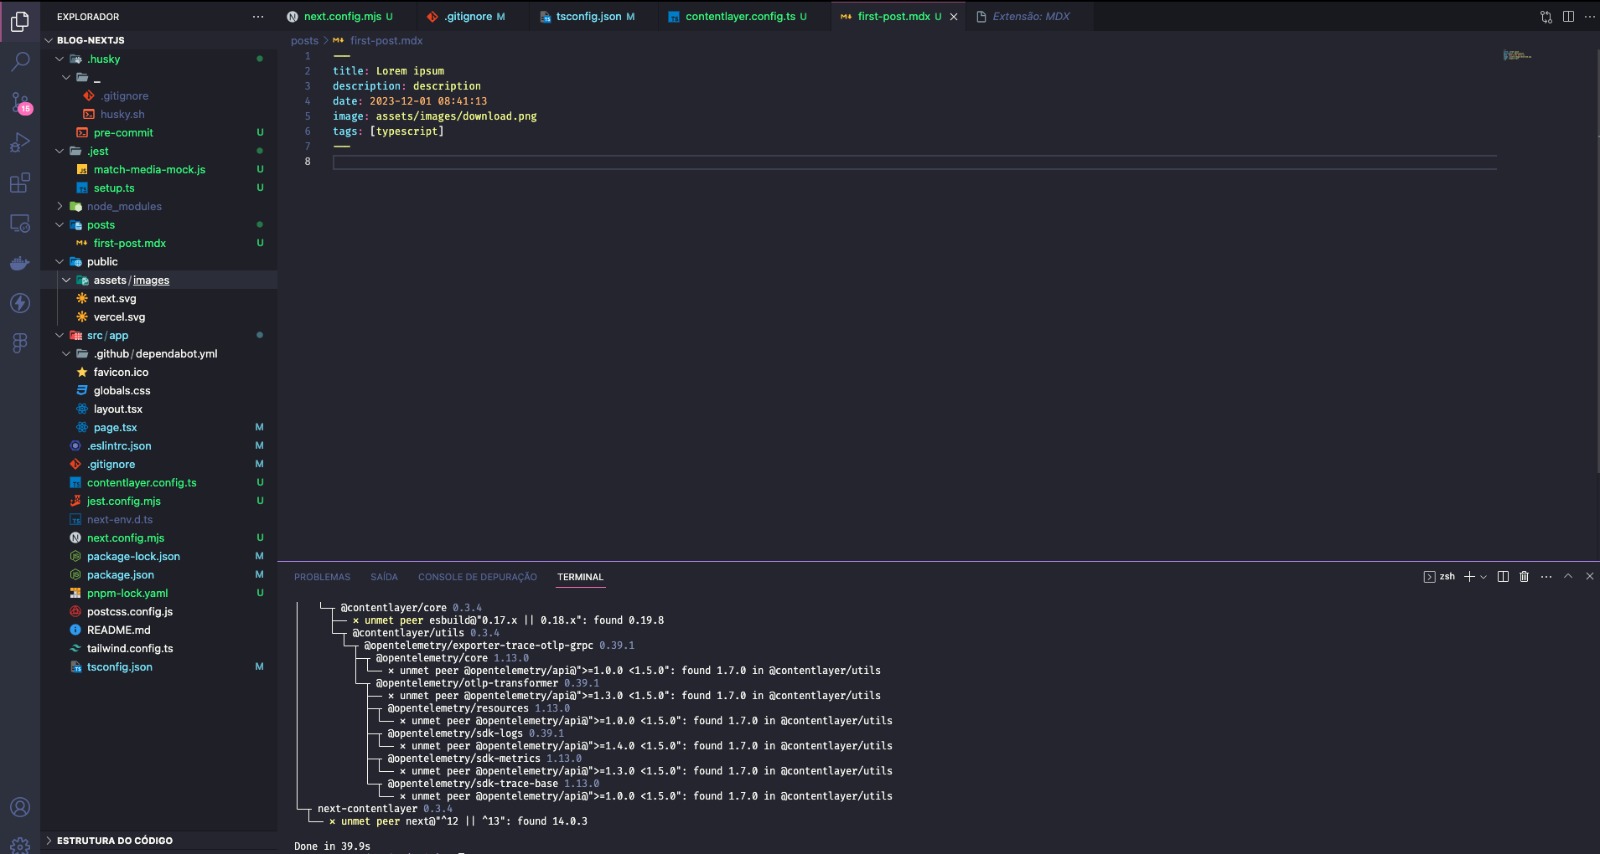 EXPLORADOR
BLOG-NEXTJS
.husky
_
.gitignore
husky.sh
pre-commit U
.jest
match-media-mock.js U
setup.ts U
node_modules
posts
first-post.mdx U
public
assets/images
next.svg
vercel.svg
src/app
.github/dependabot.yml
favicon.ico
globals.css
layout.tsx
page.tsx M
.eslintrc.json M
.gitignore M
contentlayer.config.ts U
jest.config.mjs U
next-env.d.ts
next.config.mjs U
package-lock.json M
package.json M
pnpm-lock.yaml U
postcss.config.js
README.md
tailwind.config.ts
tsconfig.json M
ESTRUTURA DO CÓDIGO
15
next.config.mjs U .gitignore M tsconfig.json M contentlayer.config.ts U first-post.mdx U Extensão: MDX
posts > first-post.mdx
1 ---
2 title: Lorem ipsum
3 description: description
4 date: 2023-12-01 08:41:13
5 image: assets/images/download.png
6 tags: [typescript]
7 ---
8
PROBLEMAS SAÍDA CONSOLE DE DEPURAÇÃO TERMINAL zsh
@contentlayer/core 0.3.4
× unmet peer esbuild@"0.17.x || 0.18.x": found 0.19.8
@contentlayer/utils 0.3.4
@opentelemetry/exporter-trace-otlp-grpc 0.39.1
@opentelemetry/core 1.13.0
× unmet peer @opentelemetry/api@">=1.0.0 <1.5.0": found 1.7.0 in @contentlayer/utils
@opentelemetry/otlp-transformer 0.39.1
× unmet peer @opentelemetry/api@">=1.3.0 <1.5.0": found 1.7.0 in @contentlayer/utils
@opentelemetry/resources 1.13.0
× unmet peer @opentelemetry/api@">=1.0.0 <1.5.0": found 1.7.0 in @contentlayer/utils
@opentelemetry/sdk-logs 0.39.1
× unmet peer @opentelemetry/api@">=1.4.0 <1.5.0": found 1.7.0 in @contentlayer/utils
@opentelemetry/sdk-metrics 1.13.0
× unmet peer @opentelemetry/api@">=1.3.0 <1.5.0": found 1.7.0 in @contentlayer/utils
@opentelemetry/sdk-trace-base 1.13.0
× unmet peer @opentelemetry/api@">=1.0.0 <1.5.0": found 1.7.0 in @contentlayer/utils
next-contentlayer 0.3.4
× unmet peer next@"^12 || ^13": found 14.0.3
Done in 39.9s